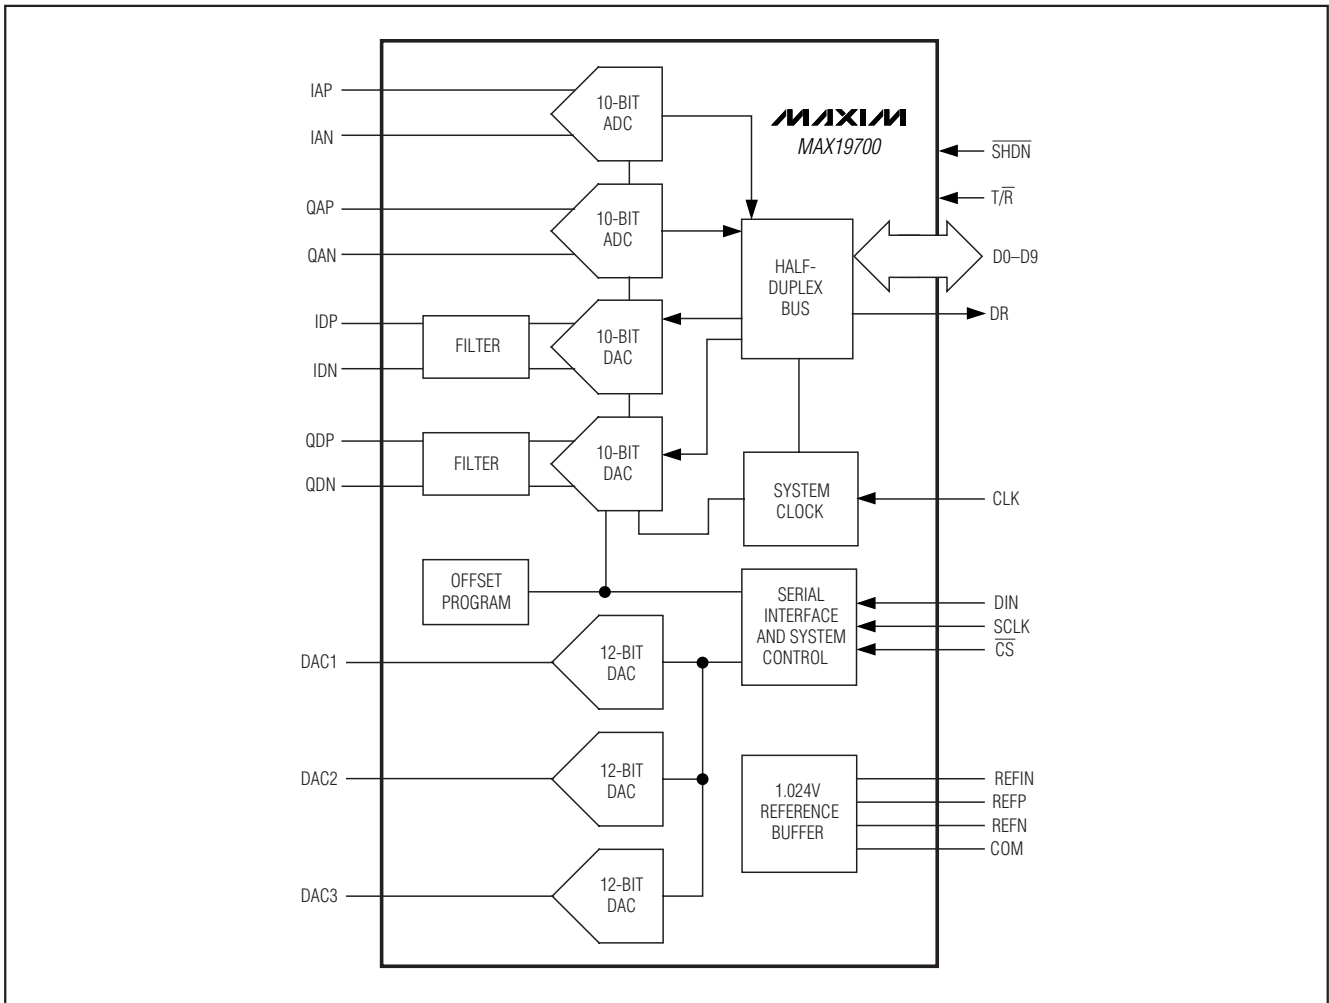 IAP
IAN
QAP
QAN
IDP
IDN
QDP
QDN
DAC1
DAC2
DAC3
10-BIT
ADC
10-BIT
ADC
FILTER
10-BIT
DAC
FILTER
10-BIT
DAC
OFFSET
PROGRAM
12-BIT
DAC
12-BIT
DAC
12-BIT
DAC
MAXIM
MAX19700
HALF-
DUPLEX
BUS
SYSTEM
CLOCK
SERIAL
INTERFACE
AND SYSTEM
CONTROL
1.024V
REFERENCE
BUFFER
S̅H̅D̅N̅
T/R̅
D0–D9
DR
CLK
DIN
SCLK
C̅S̅
REFIN
REFP
REFN
COM